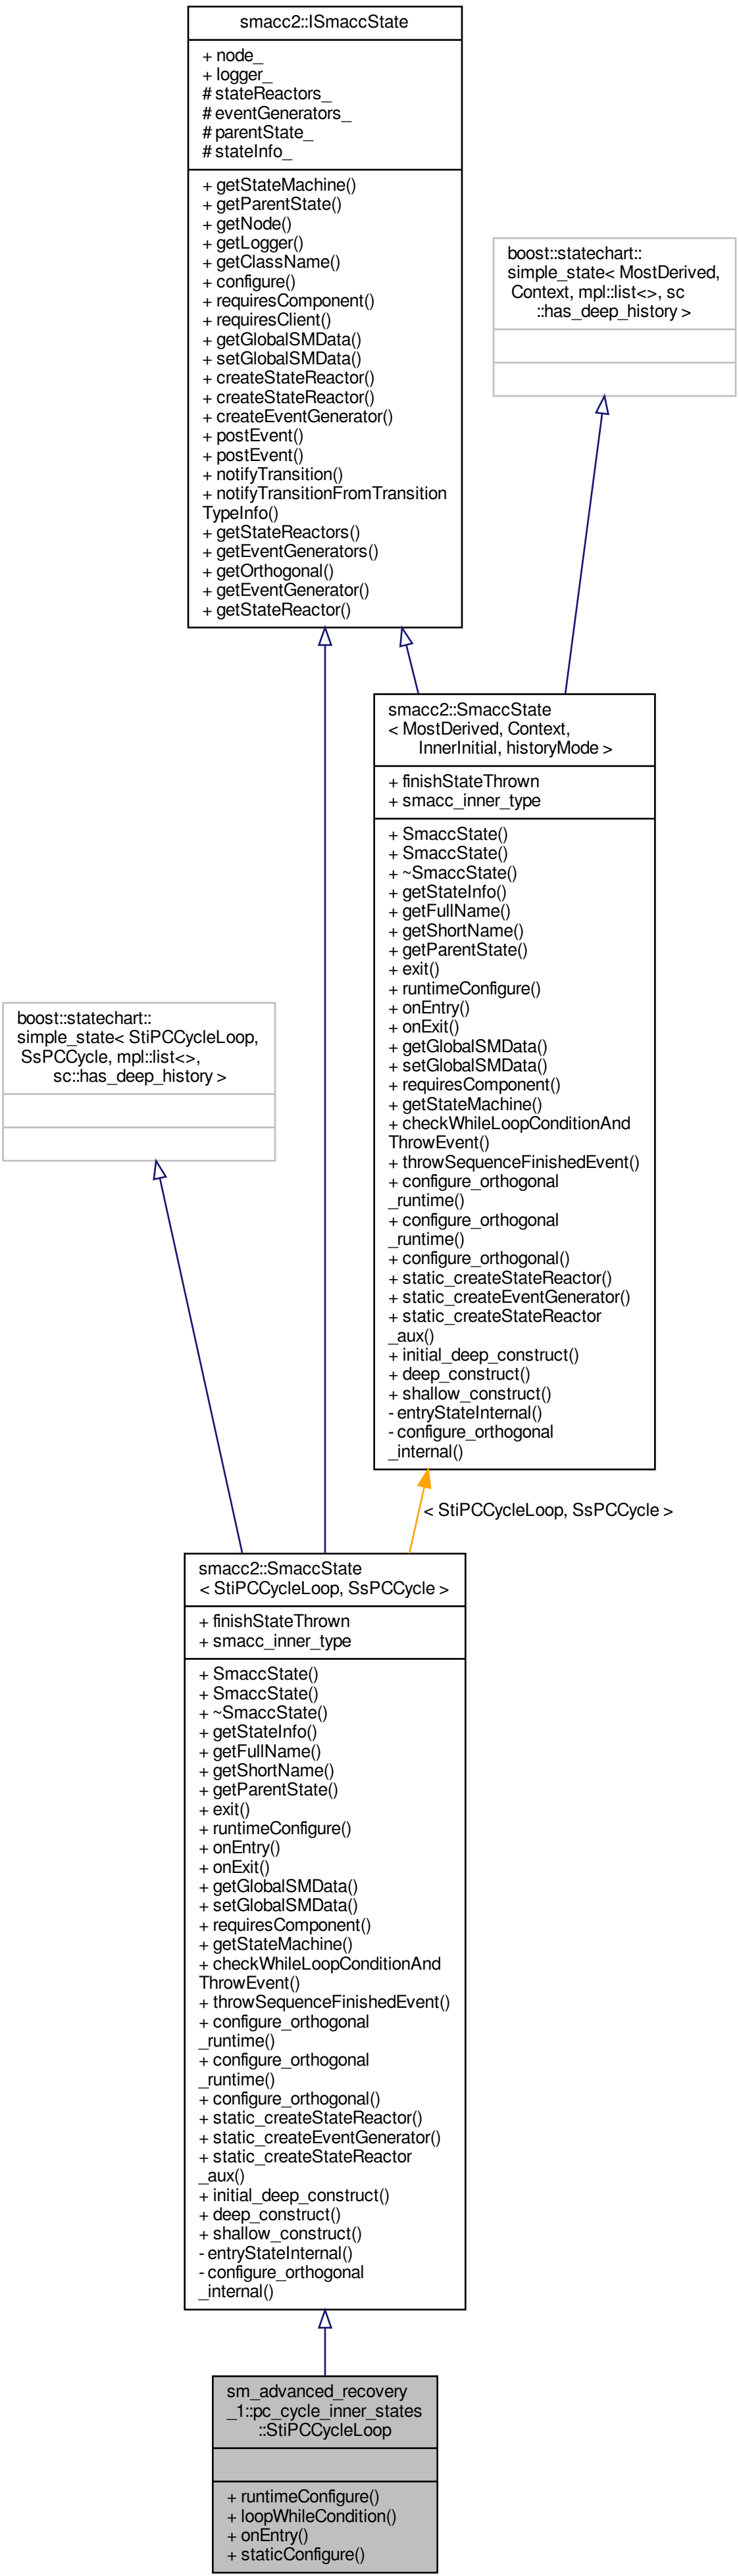 smacc2::ISmaccState
+ node_
+ logger_
# stateReactors_
# eventGenerators_
# parentState_
# stateInfo_
+ getStateMachine()
+ getParentState()
+ getNode()
+ getLogger()
+ getClassName()
+ configure()
+ requiresComponent()
+ requiresClient()
+ getGlobalSMData()
+ setGlobalSMData()
+ createStateReactor()
+ createStateReactor()
+ createEventGenerator()
+ postEvent()
+ postEvent()
+ notifyTransition()
+ notifyTransitionFromTransition
TypeInfo()
+ getStateReactors()
+ getEventGenerators()
+ getOrthogonal()
+ getEventGenerator()
+ getStateReactor()
boost::statechart::
simple_state< MostDerived,
Context, mpl::list<>, sc
::has_deep_history >
smacc2::SmaccState
< MostDerived, Context,
InnerInitial, historyMode >
+ finishStateThrown
+ smacc_inner_type
+ SmaccState()
+ SmaccState()
+ ~SmaccState()
+ getStateInfo()
+ getFullName()
+ getShortName()
+ getParentState()
+ exit()
+ runtimeConfigure()
+ onEntry()
+ onExit()
+ getGlobalSMData()
+ setGlobalSMData()
+ requiresComponent()
+ getStateMachine()
+ checkWhileLoopConditionAnd
ThrowEvent()
+ throwSequenceFinishedEvent()
+ configure_orthogonal
_runtime()
+ configure_orthogonal
_runtime()
+ configure_orthogonal()
+ static_createStateReactor()
+ static_createEventGenerator()
+ static_createStateReactor
_aux()
+ initial_deep_construct()
+ deep_construct()
+ shallow_construct()
- entryStateInternal()
- configure_orthogonal
_internal()
boost::statechart::
simple_state< StiPCCycleLoop,
SsPCCycle, mpl::list<>,
sc::has_deep_history >
< StiPCCycleLoop, SsPCCycle >
smacc2::SmaccState
< StiPCCycleLoop, SsPCCycle >
+ finishStateThrown
+ smacc_inner_type
+ SmaccState()
+ SmaccState()
+ ~SmaccState()
+ getStateInfo()
+ getFullName()
+ getShortName()
+ getParentState()
+ exit()
+ runtimeConfigure()
+ onEntry()
+ onExit()
+ getGlobalSMData()
+ setGlobalSMData()
+ requiresComponent()
+ getStateMachine()
+ checkWhileLoopConditionAnd
ThrowEvent()
+ throwSequenceFinishedEvent()
+ configure_orthogonal
_runtime()
+ configure_orthogonal
_runtime()
+ configure_orthogonal()
+ static_createStateReactor()
+ static_createEventGenerator()
+ static_createStateReactor
_aux()
+ initial_deep_construct()
+ deep_construct()
+ shallow_construct()
- entryStateInternal()
- configure_orthogonal
_internal()
sm_advanced_recovery
_1::pc_cycle_inner_states
::StiPCCycleLoop
+ runtimeConfigure()
+ loopWhileCondition()
+ onEntry()
+ staticConfigure()